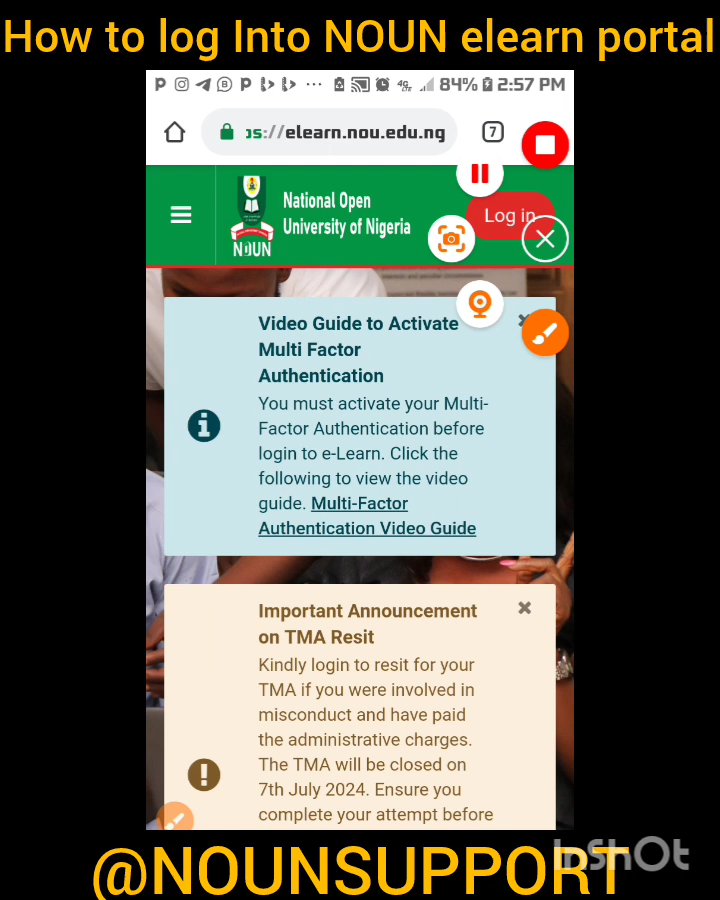 How to log Into NOUN elearn portal
84% 2:57 PM
elearn.nou.edu.ng
7
National Open
University of Nigeria
NOUN
Log in
Video Guide to Activate
Multi Factor
Authentication
You must activate your Multi-
Factor Authentication before
login to e-Learn. Click the
following to view the video
guide. Multi-Factor
Authentication Video Guide
Important Announcement
on TMA Resit
Kindly login to resit for your
TMA if you were involved in
misconduct and have paid
the administrative charges.
The TMA will be closed on
7th July 2024. Ensure you
complete your attempt before
@NOUNSUPPORT
InShOt